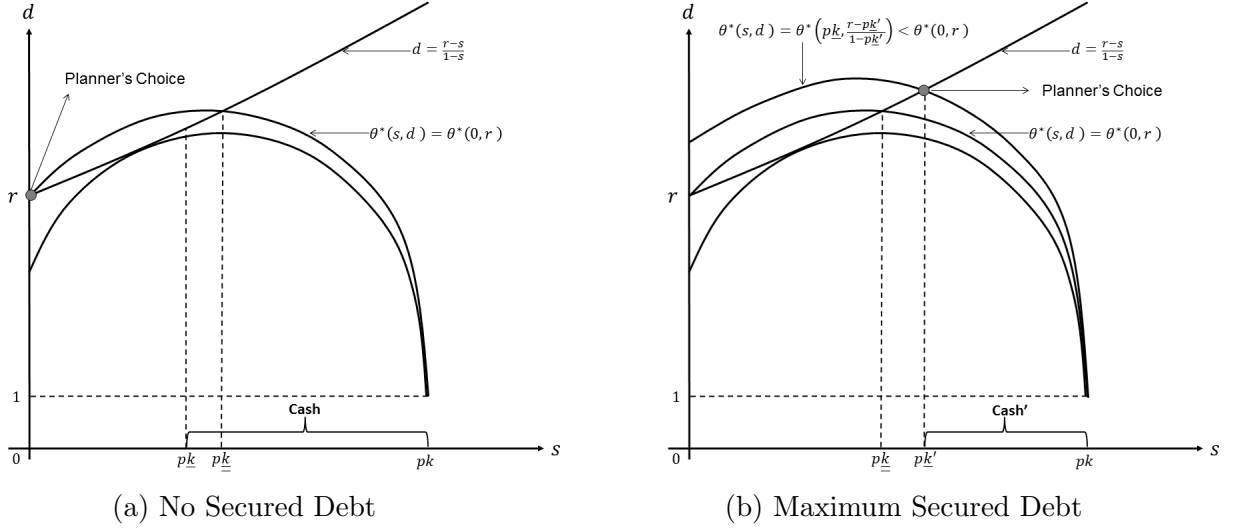 d
Planner's Choice
d = r-s/1-s
θ*(s, d) = θ*(0, r)
r
1
Cash
0
pk̲
pk̳
pk
s
(a) No Secured Debt
d
θ*(s, d) = θ*(pk̲, r-pk̲′/1-pk̲′) < θ*(0, r)
d = r-s/1-s
Planner's Choice
θ*(s, d) = θ*(0, r)
r
1
Cash′
0
pk̳
pk̲′
pk
s
(b) Maximum Secured Debt